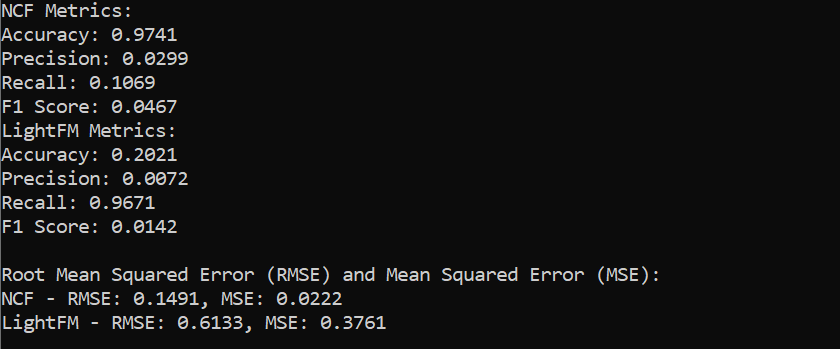 NCF Metrics:
Accuracy: 0.9741
Precision: 0.0299
Recall: 0.1069
F1 Score: 0.0467
LightFM Metrics:
Accuracy: 0.2021
Precision: 0.0072
Recall: 0.9671
F1 Score: 0.0142
Root Mean Squared Error (RMSE) and Mean Squared Error (MSE):
NCF - RMSE: 0.1491, MSE: 0.0222
LightFM - RMSE: 0.6133, MSE: 0.3761